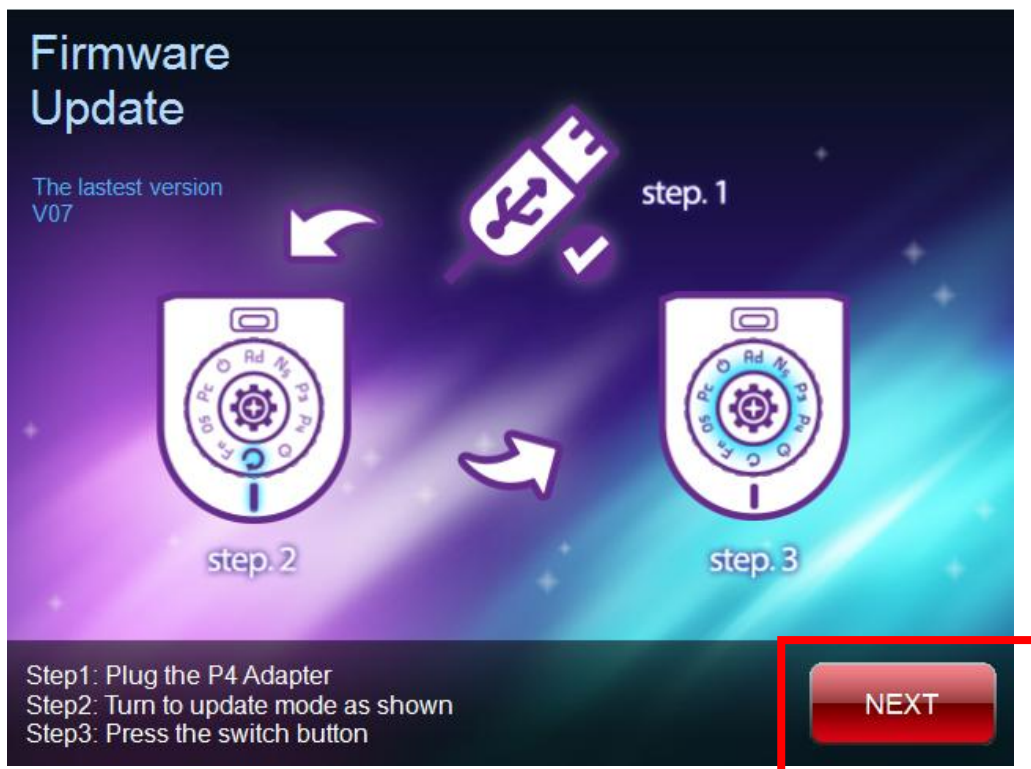 Firmware
Update
The lastest version
V07
step. 1
step. 2
step. 3
Step1: Plug the P4 Adapter
Step2: Turn to update mode as shown
Step3: Press the switch button
NEXT